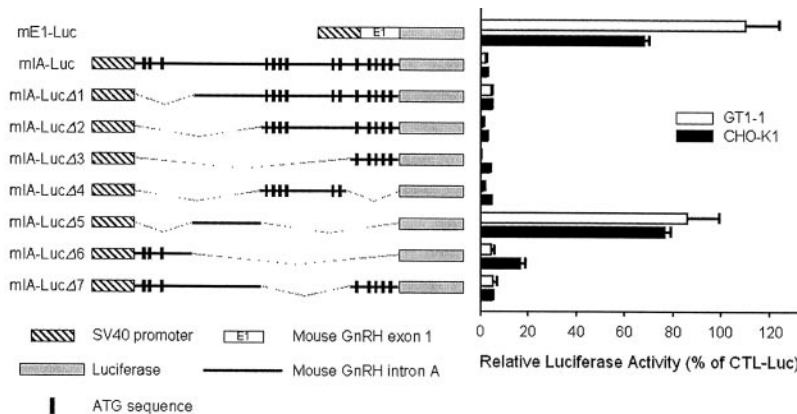 mE1-Luc
E1
mIA-Luc
mIA-LucΔ1
mIA-LucΔ2
mIA-LucΔ3
mIA-LucΔ4
mIA-LucΔ5
mIA-LucΔ6
mIA-LucΔ7
GT1-1
CHO-K1
0 20 40 60 80 100 120
Relative Luciferase Activity (% of CTL-Luc)
SV40 promoter
E1 Mouse GnRH exon 1
Luciferase
Mouse GnRH intron A
ATG sequence